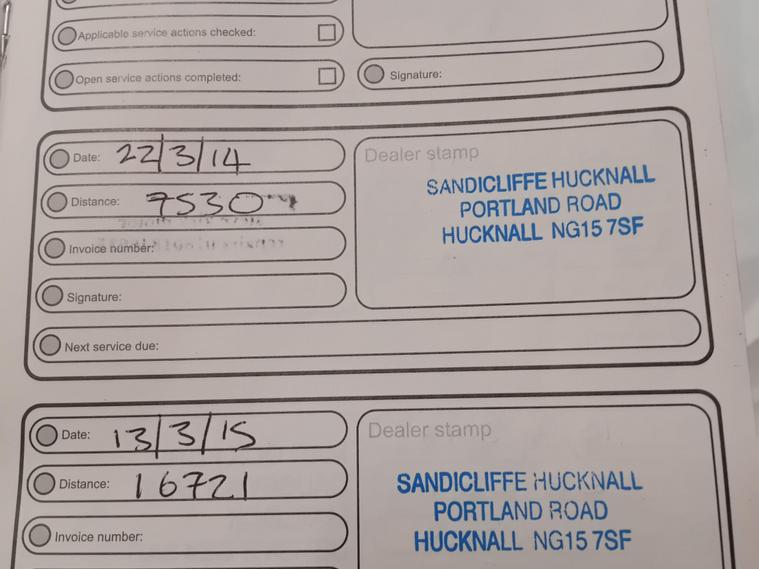 Applicable service actions checked:
Open service actions completed:
Signature:
Date: 22/3/14
Distance: 7530
Invoice number:
Signature:
Next service due:
Dealer stamp
SANDICLIFFE HUCKNALL
PORTLAND ROAD
HUCKNALL NG15 7SF
Date: 13/3/15
Distance: 16721
Invoice number:
Dealer stamp
SANDICLIFFE HUCKNALL
PORTLAND ROAD
HUCKNALL NG15 7SF